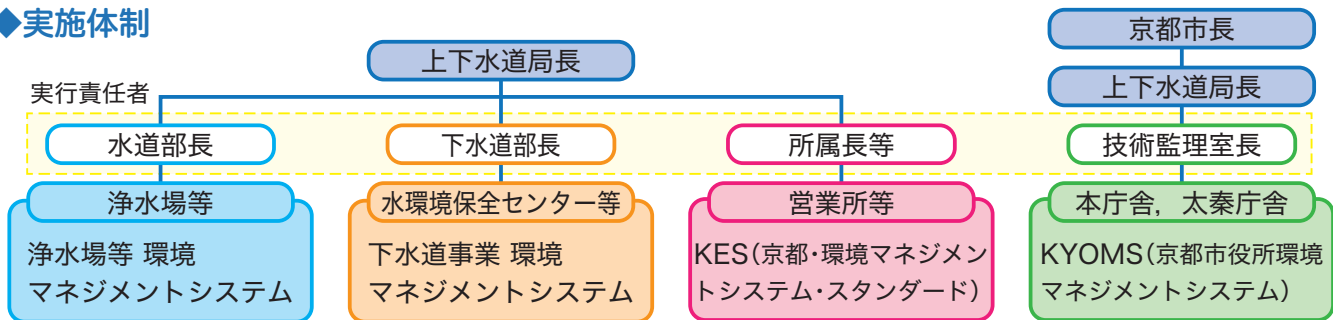 ◆実施体制
京都市長
上下水道局長
上下水道局長
実行責任者
水道部長
下水道部長
所属長等
技術監理室長
浄水場等
水環境保全センター等
営業所等
本庁舎，太秦庁舎
浄水場等 環境
マネジメントシステム
下水道事業 環境
マネジメントシステム
KES（京都・環境マネジメン
トシステム・スタンダード）
KYOMS（京都市役所環境
マネジメントシステム）